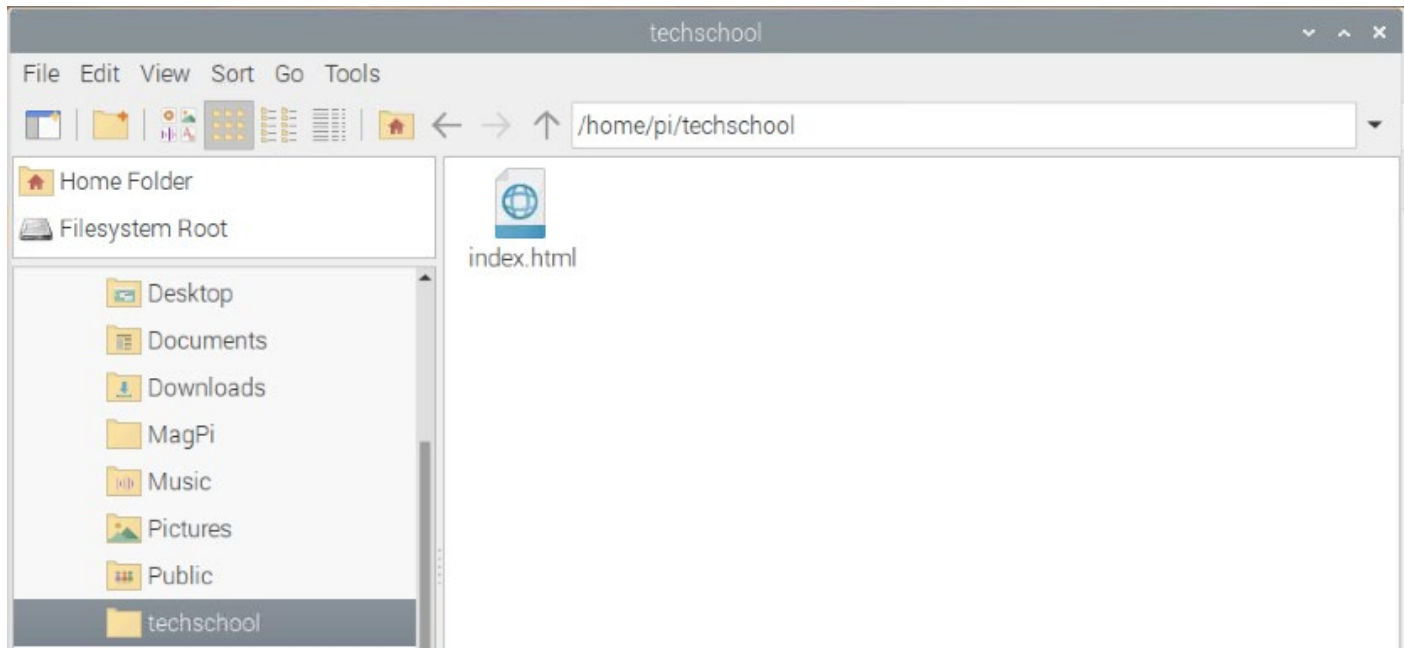 techschool
File Edit View Sort Go Tools
/home/pi/techschool
Home Folder
Filesystem Root
Desktop
Documents
Downloads
MagPi
Music
Pictures
Public
techschool
index.html